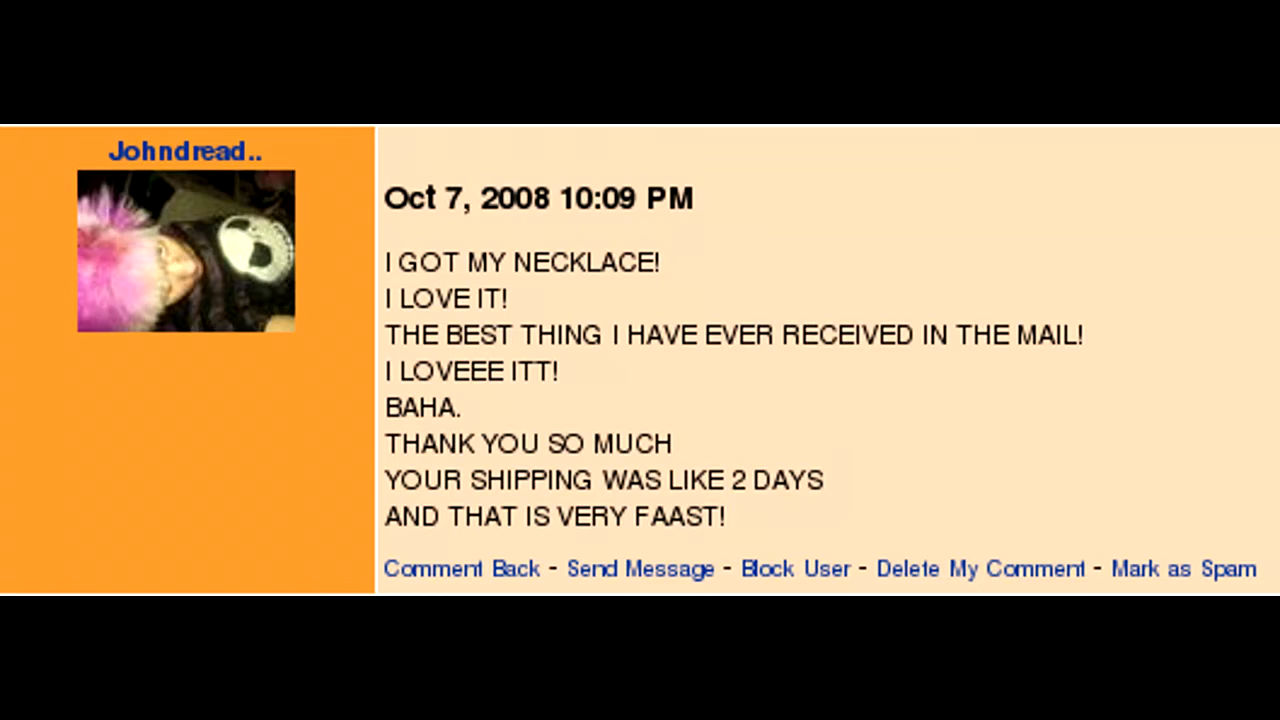 Johndread..
Oct 7, 2008 10:09 PM
I GOT MY NECKLACE!
I LOVE IT!
THE BEST THING I HAVE EVER RECEIVED IN THE MAIL!
I LOVEEE ITT!
BAHA.
THANK YOU SO MUCH
YOUR SHIPPING WAS LIKE 2 DAYS
AND THAT IS VERY FAAST!
Comment Back - Send Message - Block User - Delete My Comment - Mark as Spam